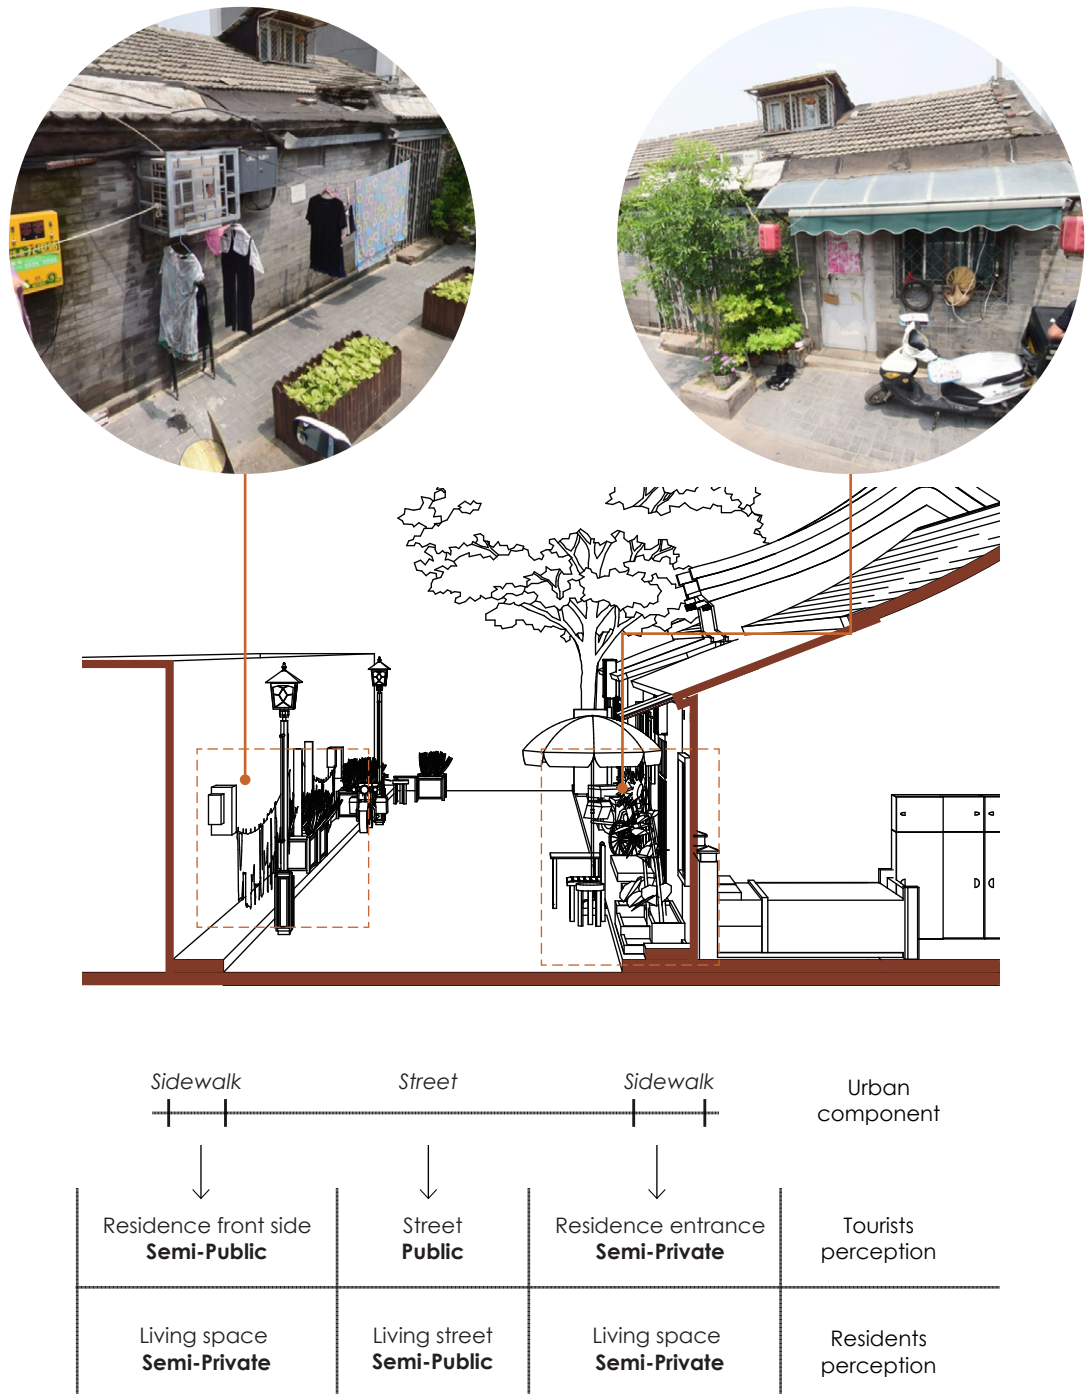 Sidewalk
Street
Sidewalk
Urban
component
Residence front side
Semi-Public
Street
Public
Residence entrance
Semi-Private
Tourists
perception
Living space
Semi-Private
Living street
Semi-Public
Living space
Semi-Private
Residents
perception